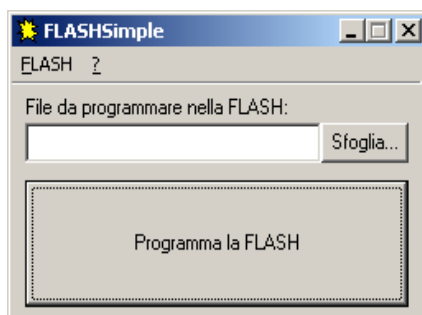 FLASHSimple
FLASH ?
File da programmare nella FLASH:
Sfoglia...
Programma la FLASH